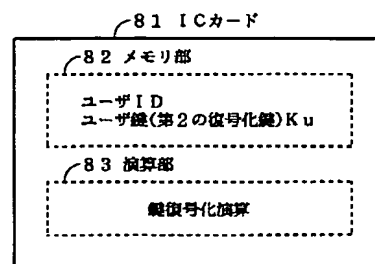 81 ICカード
82 メモリ部
ユーザID
ユーザ鍵(第2の復号化鍵)Ku
83 演算部
鍵復号化演算